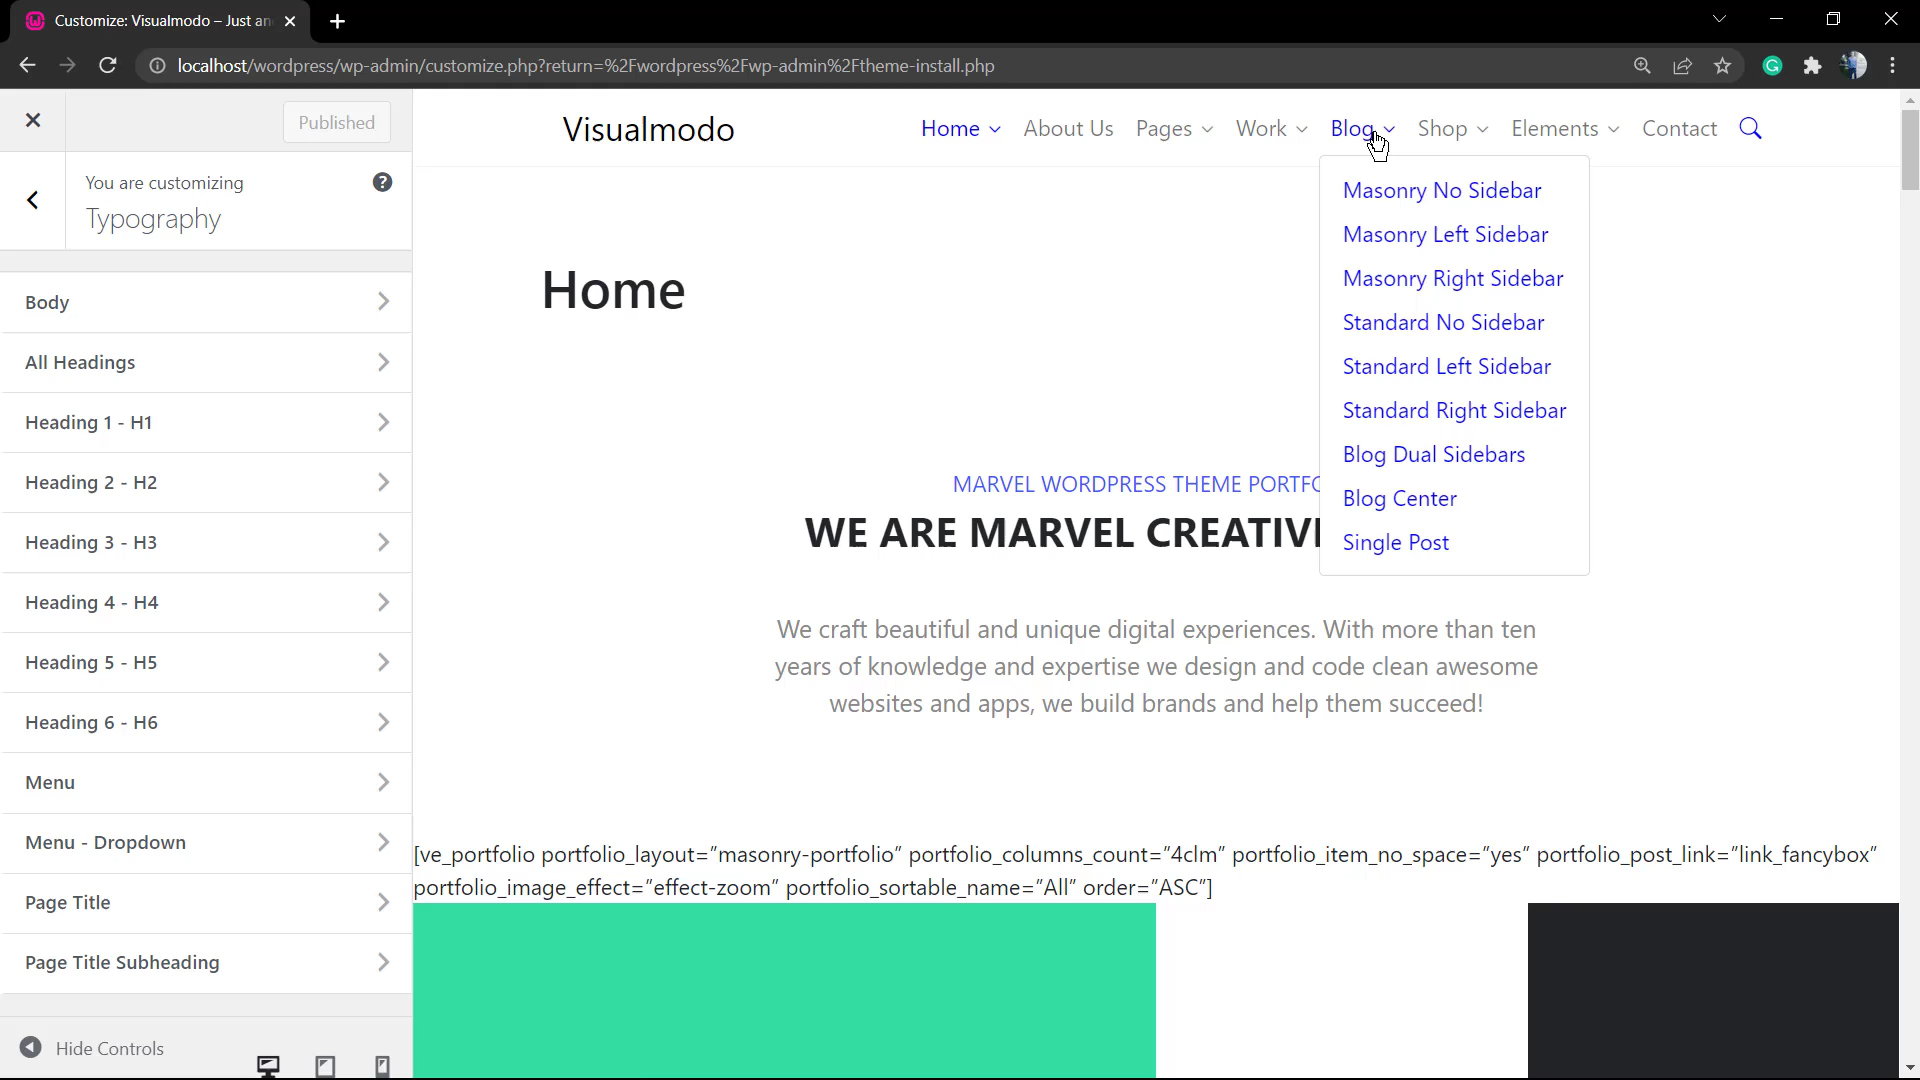 Customize: Visualmodo – Just an
localhost/wordpress/wp-admin/customize.php?return=%2Fwordpress%2Fwp-admin%2Ftheme-install.php
Published
You are customizing
Typography
Body
All Headings
Heading 1 - H1
Heading 2 - H2
Heading 3 - H3
Heading 4 - H4
Heading 5 - H5
Heading 6 - H6
Menu
Menu - Dropdown
Page Title
Page Title Subheading
Hide Controls
Visualmodo
Home About Us Pages Work Blog Shop Elements Contact
Masonry No Sidebar
Masonry Left Sidebar
Masonry Right Sidebar
Standard No Sidebar
Standard Left Sidebar
Standard Right Sidebar
Blog Dual Sidebars
Blog Center
Single Post
Home
MARVEL WORDPRESS THEME PORTFO
WE ARE MARVEL CREATIV
We craft beautiful and unique digital experiences. With more than ten
years of knowledge and expertise we design and code clean awesome
websites and apps, we build brands and help them succeed!
[ve_portfolio portfolio_layout="masonry-portfolio" portfolio_columns_count="4clm" portfolio_item_no_space="yes" portfolio_post_link="link_fancybox"
portfolio_image_effect="effect-zoom" portfolio_sortable_name="All" order="ASC"]